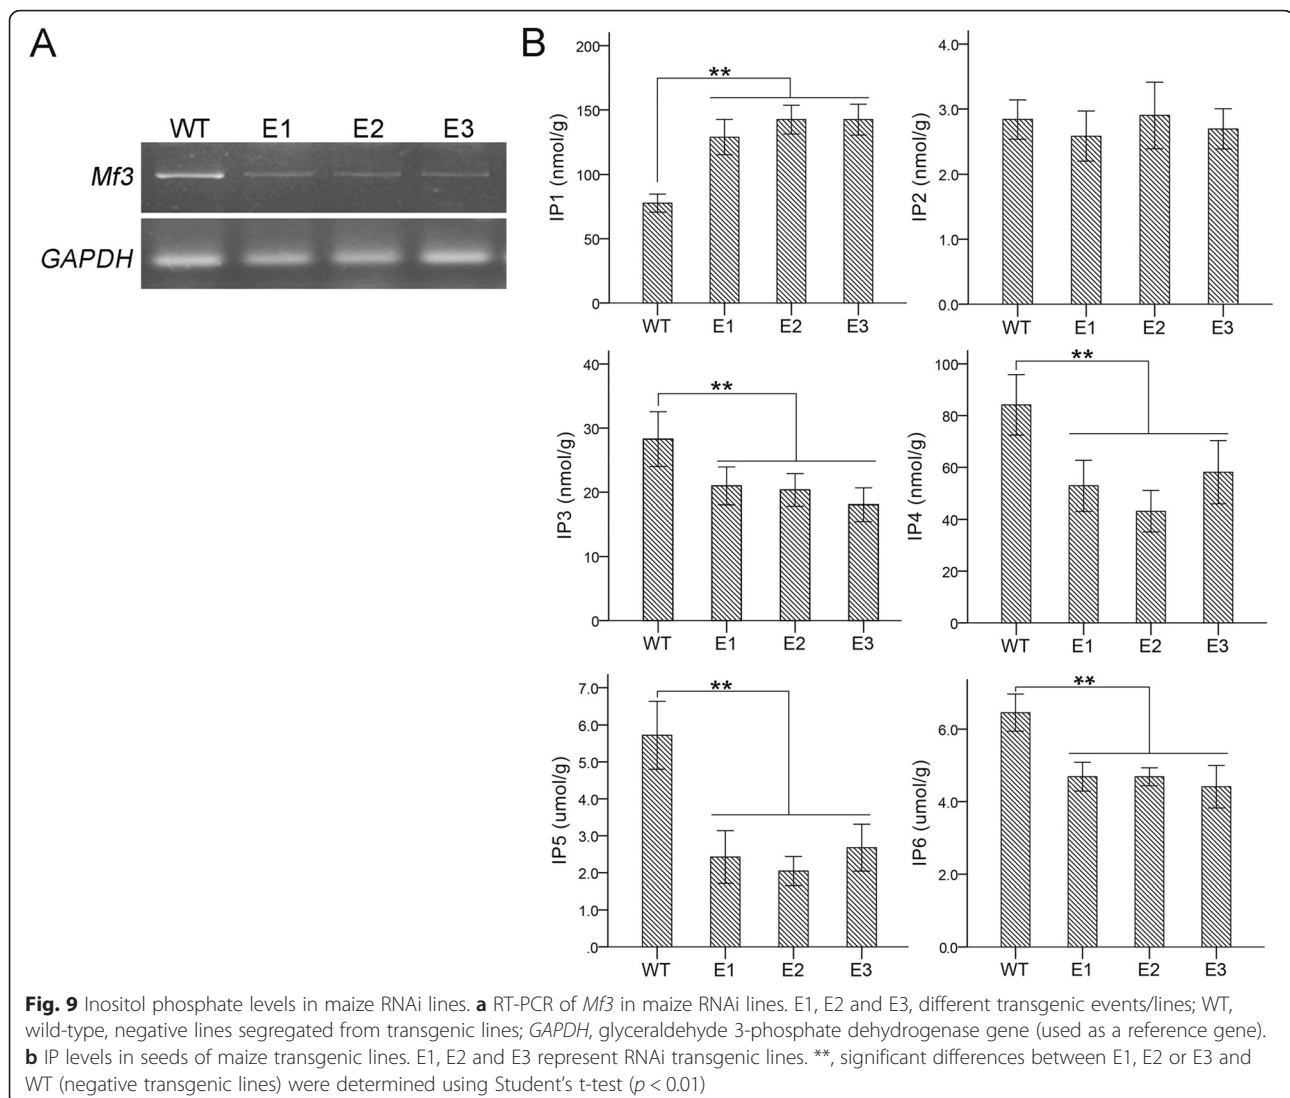 A
WT E1 E2 E3
Mf3
GAPDH
B
200
150
100
50
0
IP1 (nmol/g)
**
WT E1 E2 E3
4.0
3.0
2.0
1.0
0.0
IP2 (nmol/g)
WT E1 E2 E3
40
30
20
10
0
IP3 (nmol/g)
**
WT E1 E2 E3
100
80
60
40
20
0
IP4 (nmol/g)
**
WT E1 E2 E3
7.0
6.0
5.0
4.0
3.0
2.0
1.0
.0
IP5 (umol/g)
**
WT E1 E2 E3
6.0
4.0
2.0
0.0
IP6 (umol/g)
**
WT E1 E2 E3
Fig. 9 Inositol phosphate levels in maize RNAi lines. a RT-PCR of Mf3 in maize RNAi lines. E1, E2 and E3, different transgenic events/lines; WT,
wild-type, negative lines segregated from transgenic lines; GAPDH, glyceraldehyde 3-phosphate dehydrogenase gene (used as a reference gene).
b IP levels in seeds of maize transgenic lines. E1, E2 and E3 represent RNAi transgenic lines. **, significant differences between E1, E2 or E3 and
WT (negative transgenic lines) were determined using Student's t-test (p < 0.01)